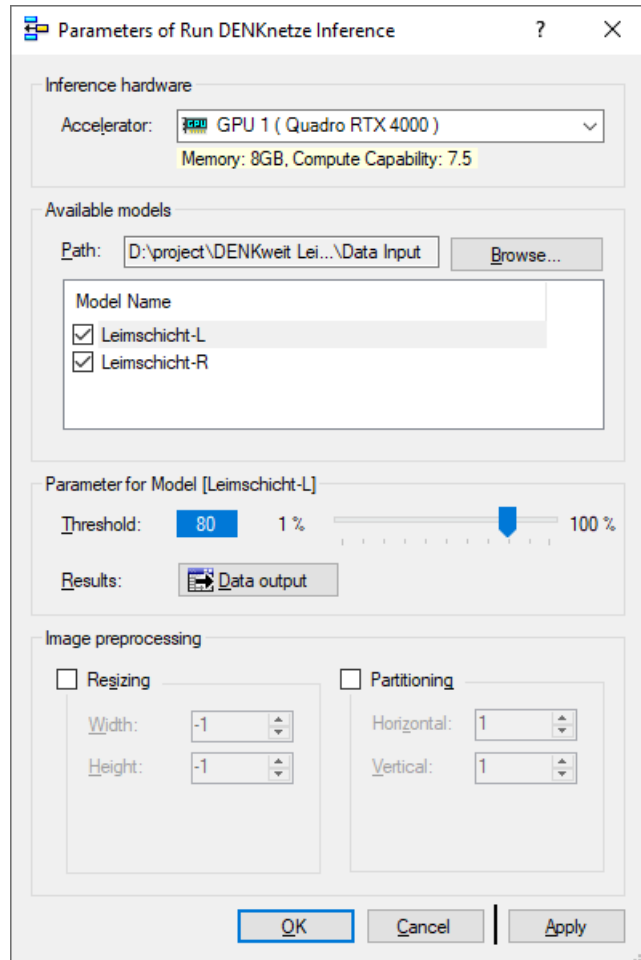 Parameters of Run DENKnetze Inference ? ✕
Inference hardware
Accelerator: GPU GPU 1 ( Quadro RTX 4000 )
Memory: 8GB, Compute Capability: 7.5
Available models
Path: D:\project\DENKweit Lei...\Data Input Browse...
Model Name
Leimschicht-L
Leimschicht-R
Parameter for Model [Leimschicht-L]
Threshold: 80 1 % 100 %
Results: Data output
Image preprocessing
Resizing Partitioning
Width: -1 Horizontal: 1
Height: -1 Vertical: 1
OK Cancel Apply